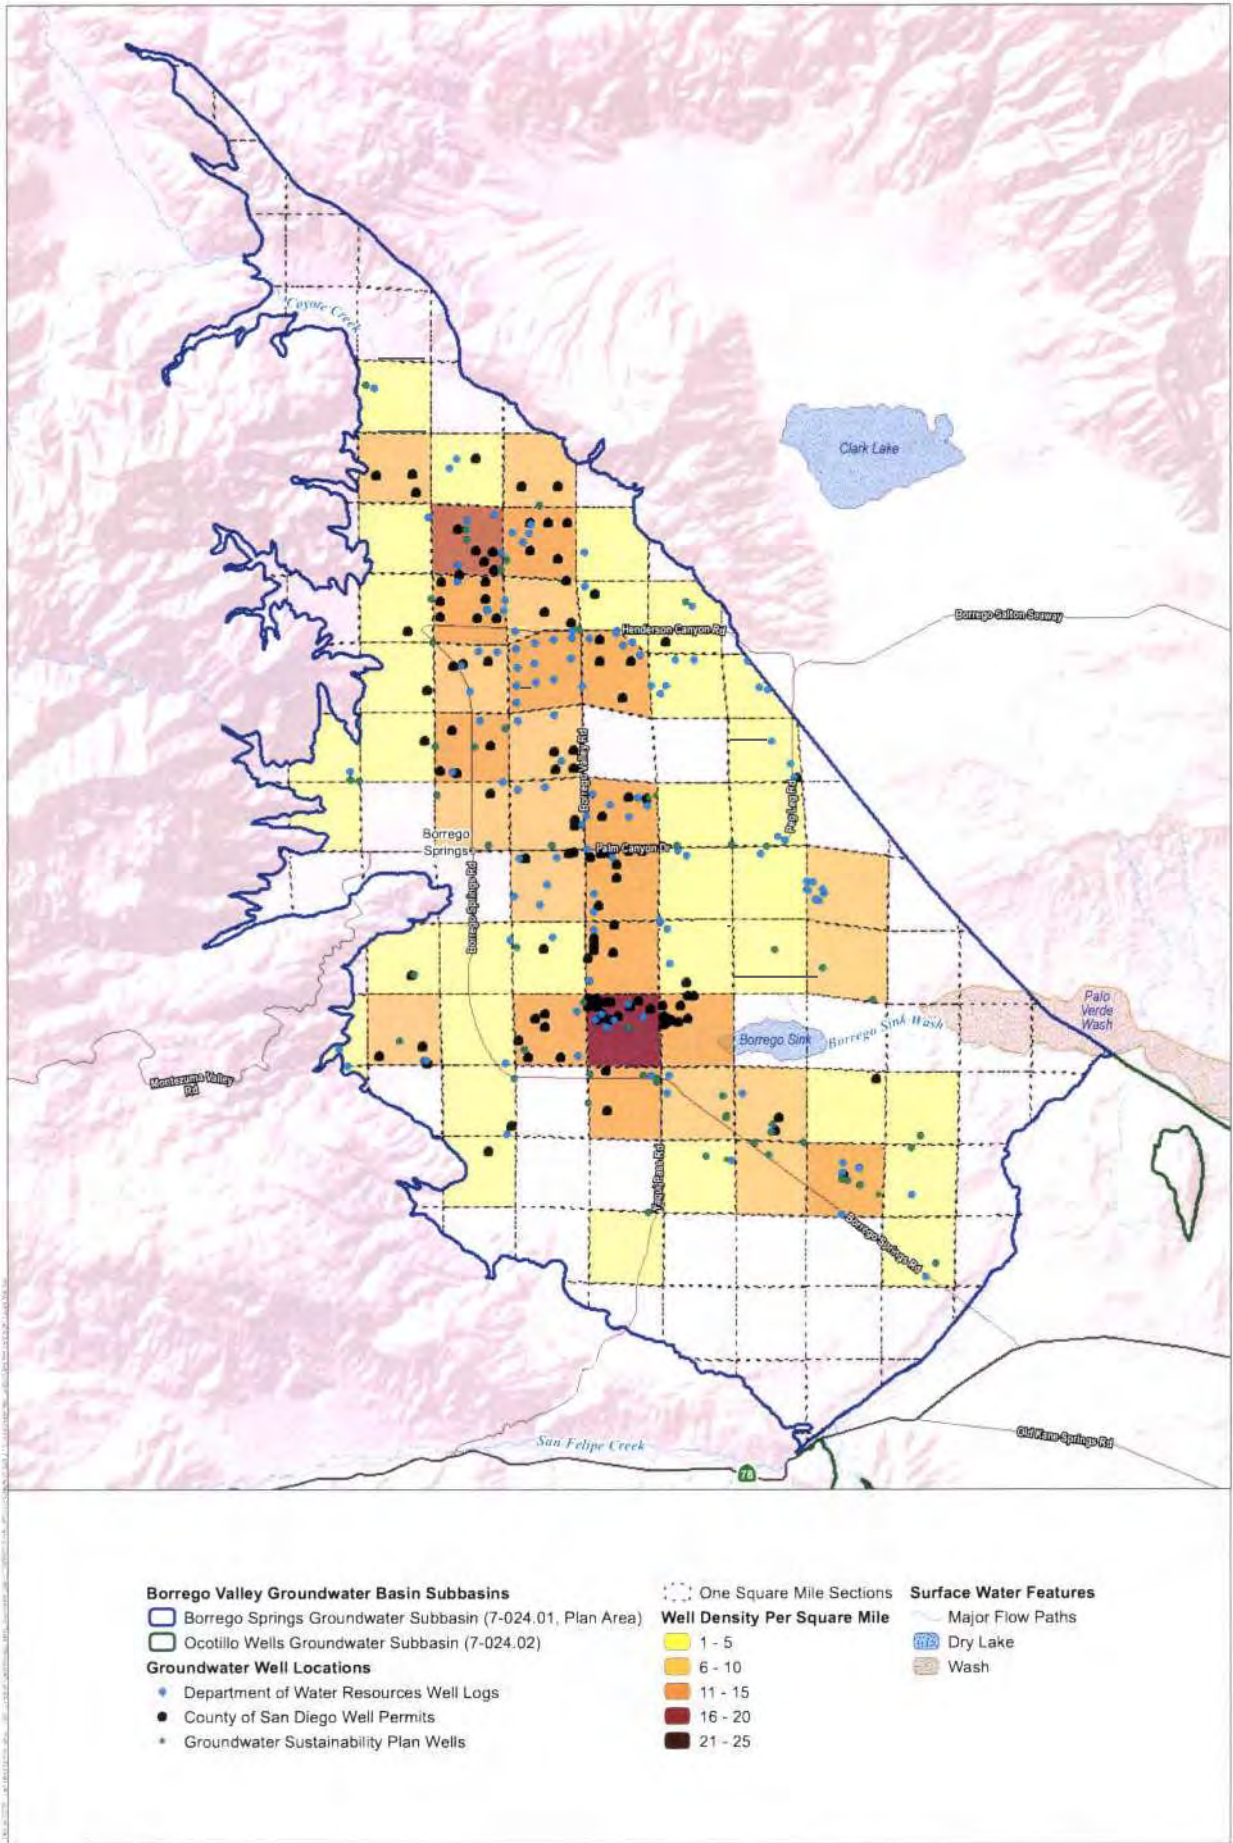 Coyote Creek
Clark Lake
Borrego Salton Seaway
Henderson Canyon Rd
Borrego Valley Rd
Peg Leg Rd
Borrego
Springs
Palm Canyon Dr
Borrego Springs Rd
Palo
Verde
Wash
Borrego Sink
Borrego Sink Wash
Montezuma Valley
Rd
Yaqui Pass Rd
Borrego Springs Rd
San Felipe Creek
Old Kane Springs Rd
78
Borrego Valley Groundwater Basin Subbasins
Borrego Springs Groundwater Subbasin (7-024.01, Plan Area)
Ocotillo Wells Groundwater Subbasin (7-024.02)
Groundwater Well Locations
Department of Water Resources Well Logs
County of San Diego Well Permits
Groundwater Sustainability Plan Wells
One Square Mile Sections
Well Density Per Square Mile
1 - 5
6 - 10
11 - 15
16 - 20
21 - 25
Surface Water Features
Major Flow Paths
Dry Lake
Wash